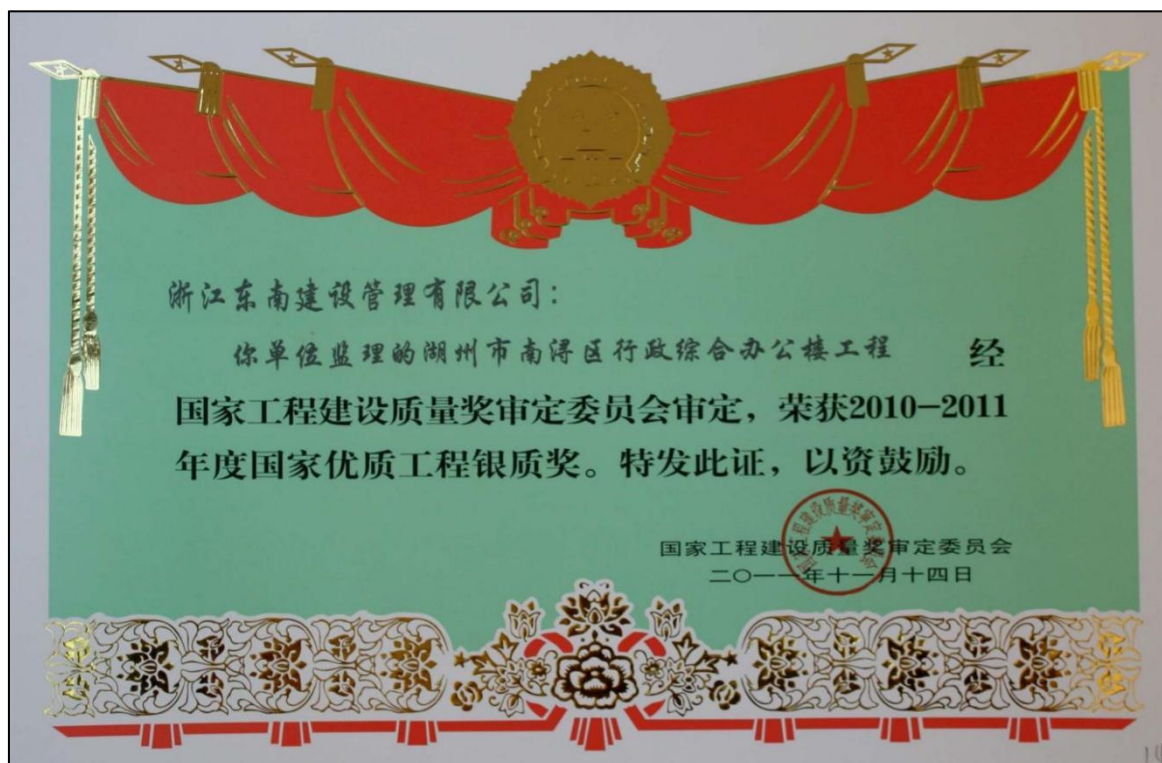 浙江东南建设管理有限公司：
你单位监理的湖州市南浔区行政综合办公楼工程 经
国家工程建设质量奖审定委员会审定，荣获2010-2011
年度国家优质工程银质奖。特发此证，以资鼓励。
国家工程建设质量奖审定委员会
二〇一一年十一月十四日